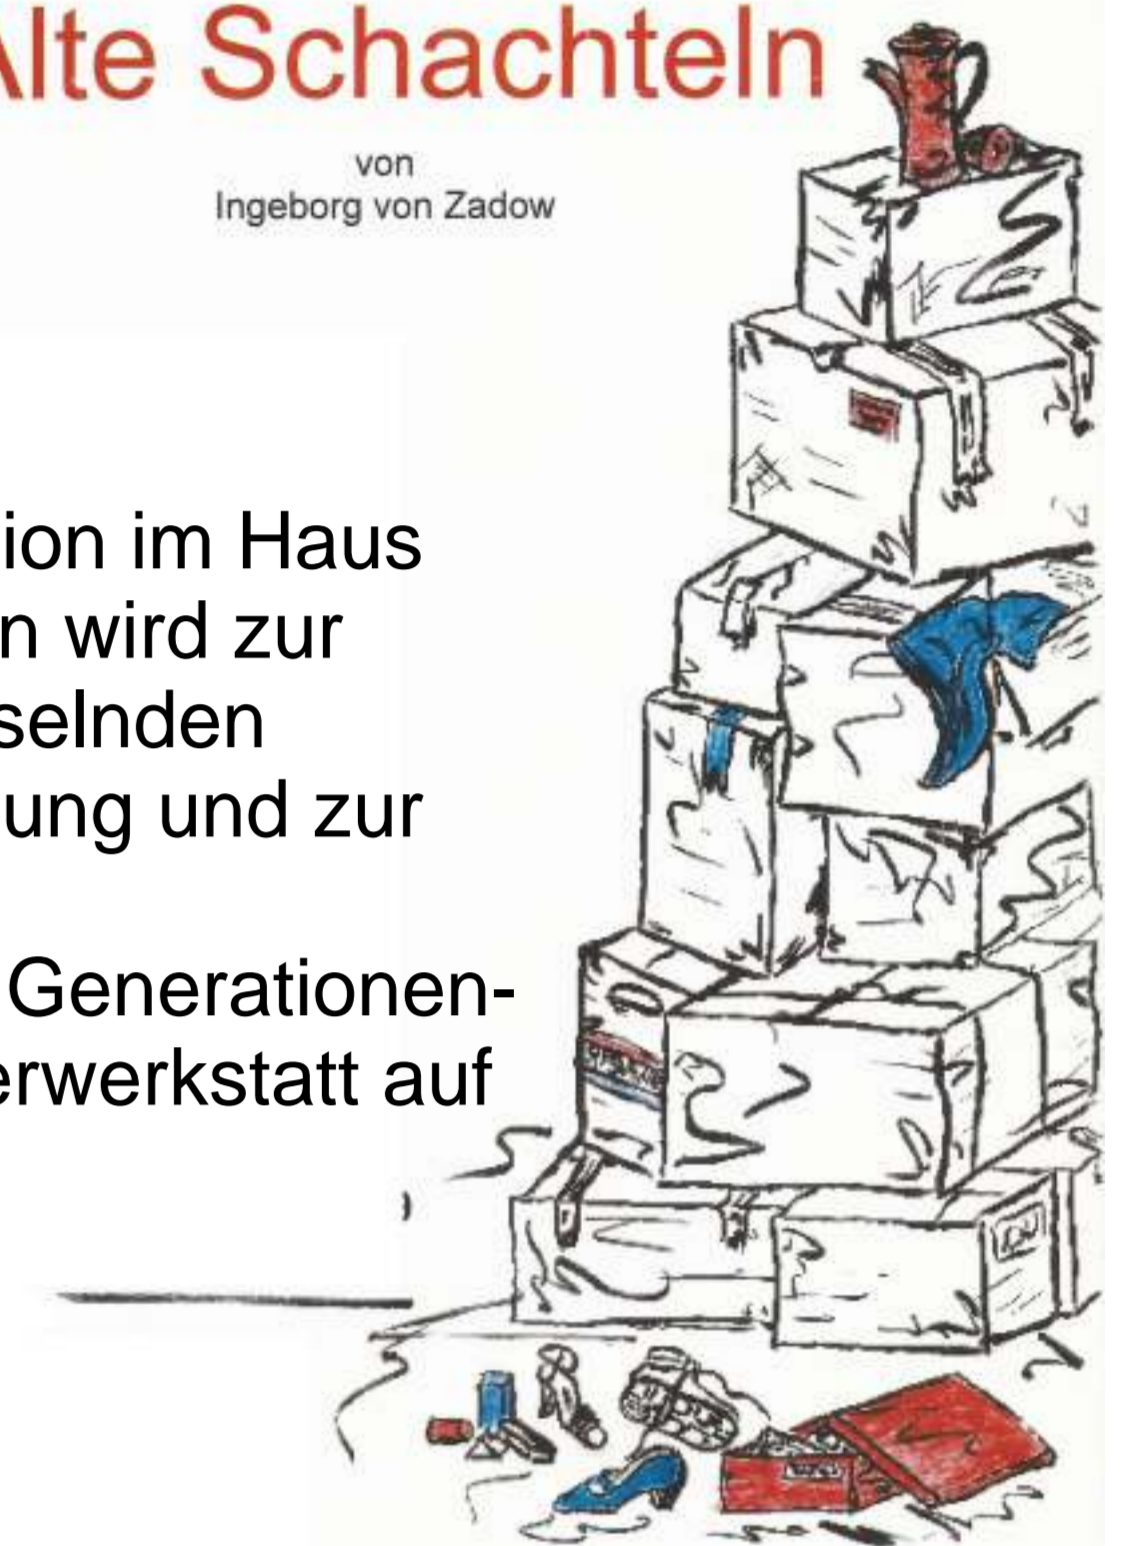 Alte Schachteln
von
Ingeborg von Zadow
ion im Haus
n wird zur
selnden
ung und zur
Generationen-
erwerkstatt auf